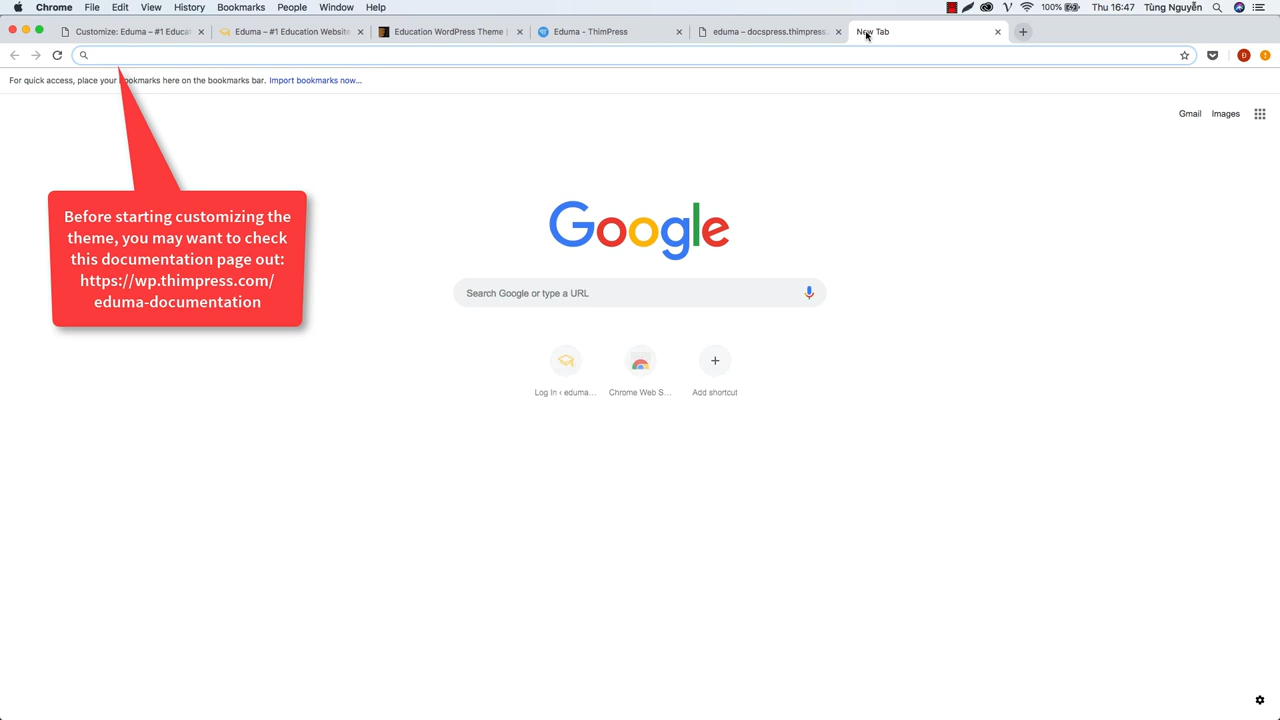 Chrome File Edit View History Bookmarks People Window Help 100% Thu 16:47 Tùng Nguyễn
Customize: Eduma – #1 Educat
Eduma – #1 Education Website
Education WordPress Theme |
Eduma - ThimPress
eduma – docspress.thimpress.
New Tab
For quick access, place your bookmarks here on the bookmarks bar. Import bookmarks now...
Gmail Images
Before starting customizing the
theme, you may want to check
this documentation page out:
https://wp.thimpress.com/
eduma-documentation
Google
Search Google or type a URL
Log In ‹ eduma...
Chrome Web S...
Add shortcut